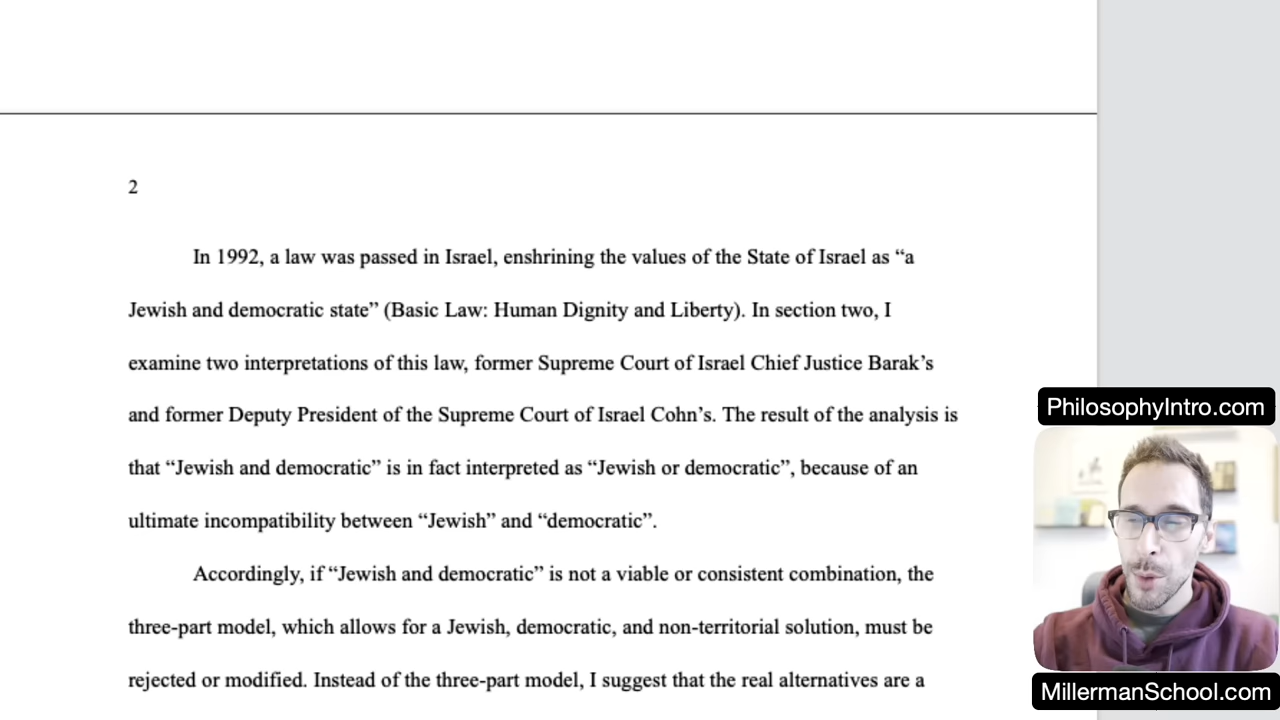 2
In 1992, a law was passed in Israel, enshrining the values of the State of Israel as “a
Jewish and democratic state” (Basic Law: Human Dignity and Liberty). In section two, I
examine two interpretations of this law, former Supreme Court of Israel Chief Justice Barak’s
and former Deputy President of the Supreme Court of Israel Cohn’s. The result of the analysis is
that “Jewish and democratic” is in fact interpreted as “Jewish or democratic”, because of an
ultimate incompatibility between “Jewish” and “democratic”.
Accordingly, if “Jewish and democratic” is not a viable or consistent combination, the
three-part model, which allows for a Jewish, democratic, and non-territorial solution, must be
rejected or modified. Instead of the three-part model, I suggest that the real alternatives are a
PhilosophyIntro.com
MillermanSchool.com